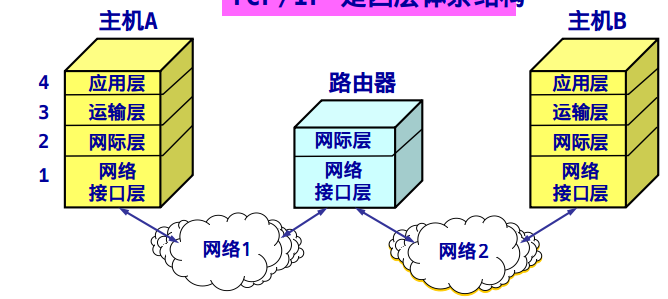 TCP/IP 是四层体系结构
主机A
主机B
路由器
4 应用层
3 运输层
2 网际层
1 网络
接口层
网际层
网络
接口层
应用层
运输层
网际层
网络
接口层
网络1
网络2